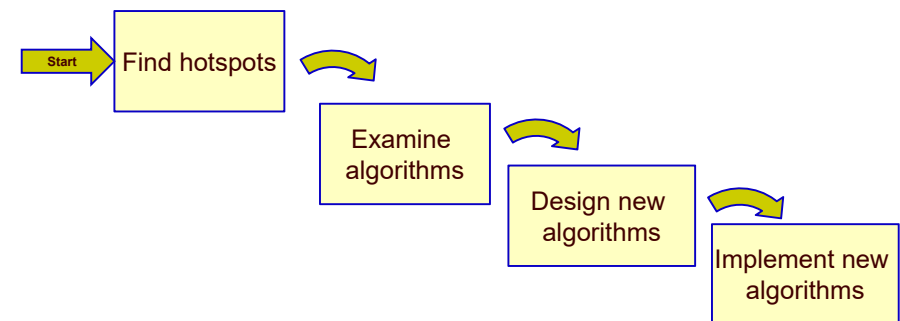 Start
Find hotspots
Examine
algorithms
Design new
algorithms
Implement new
algorithms